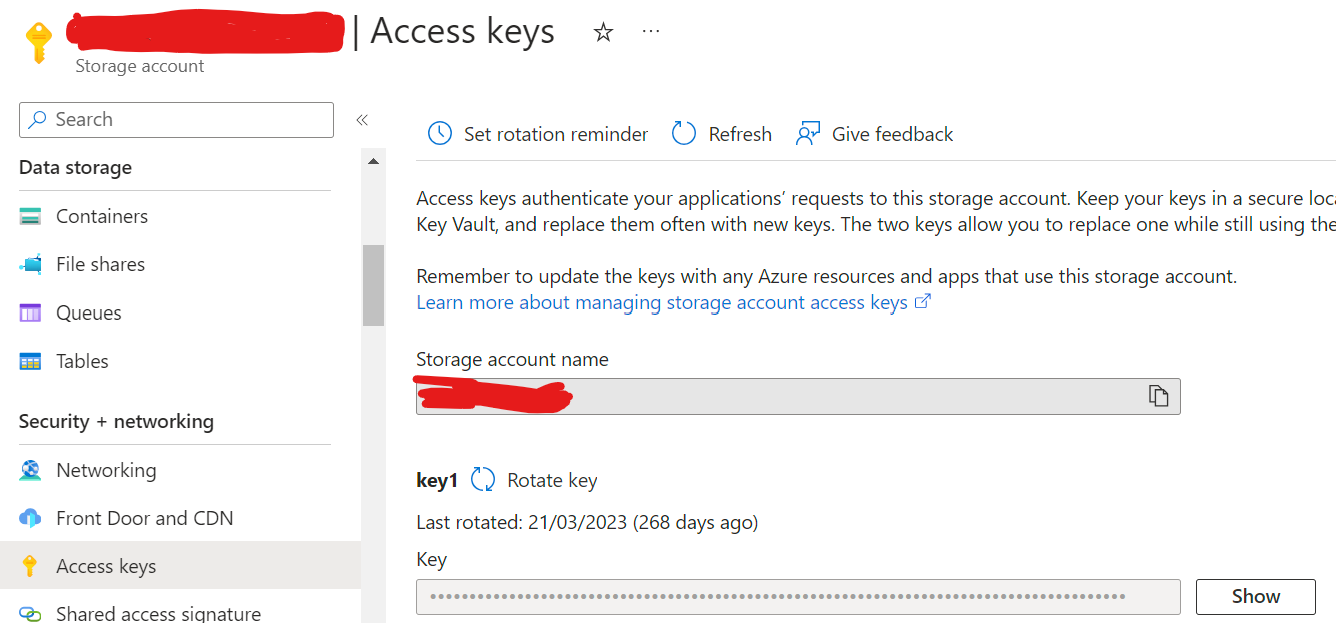 | Access keys
Storage account
Search
Data storage
Containers
File shares
Queues
Tables
Security + networking
Networking
Front Door and CDN
Access keys
Shared access signature
Set rotation reminder Refresh Give feedback
Access keys authenticate your applications’ requests to this storage account. Keep your keys in a secure
Key Vault, and replace them often with new keys. The two keys allow you to replace one while still using
Remember to update the keys with any Azure resources and apps that use this storage account.
Learn more about managing storage account access keys
Storage account name
key1 Rotate key
Last rotated: 21/03/2023 (268 days ago)
Key
Show